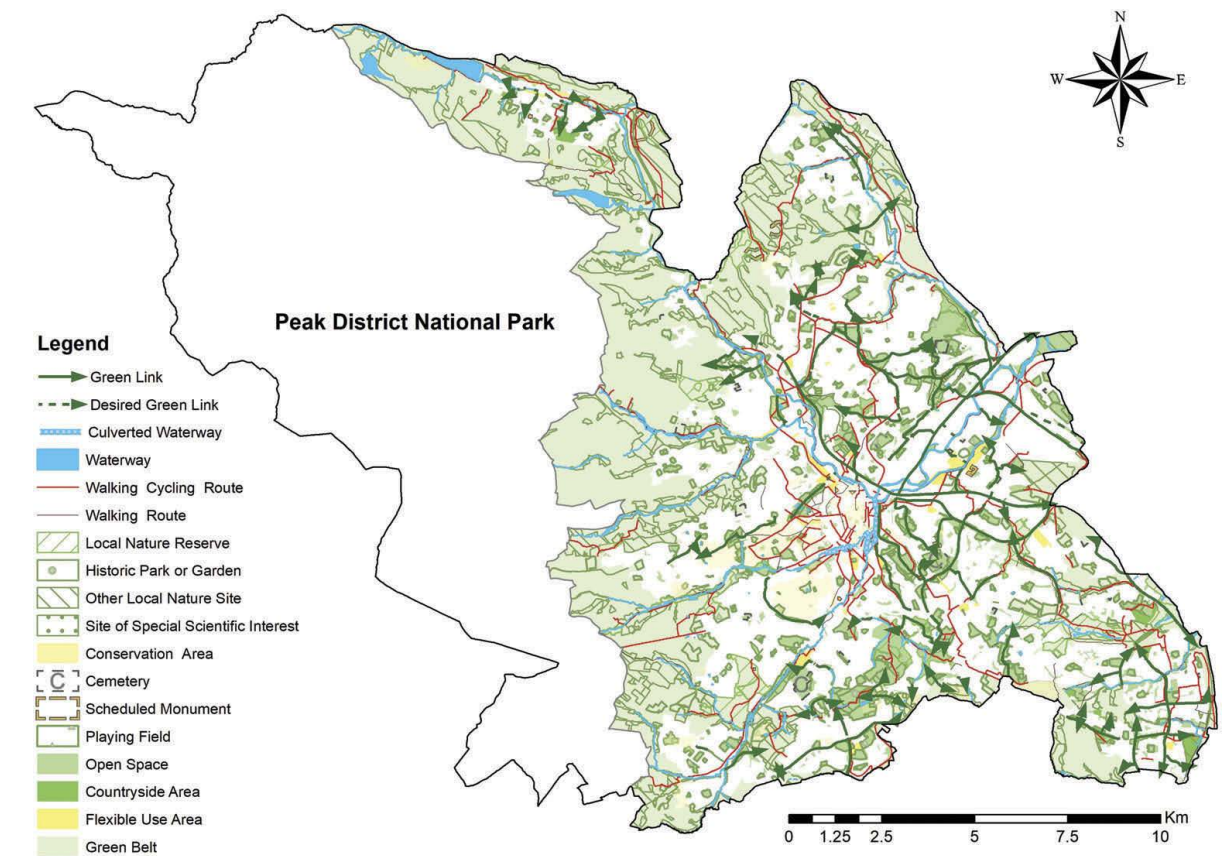 N
W E
S
Peak District National Park
Legend
Green Link
Desired Green Link
Culverted Waterway
Waterway
Walking Cycling Route
Walking Route
Local Nature Reserve
Historic Park or Garden
Other Local Nature Site
Site of Special Scientific Interest
Conservation Area
C Cemetery
Scheduled Monument
Playing Field
Open Space
Countryside Area
Flexible Use Area
Green Belt
Km
0 1.25 2.5 5 7.5 10